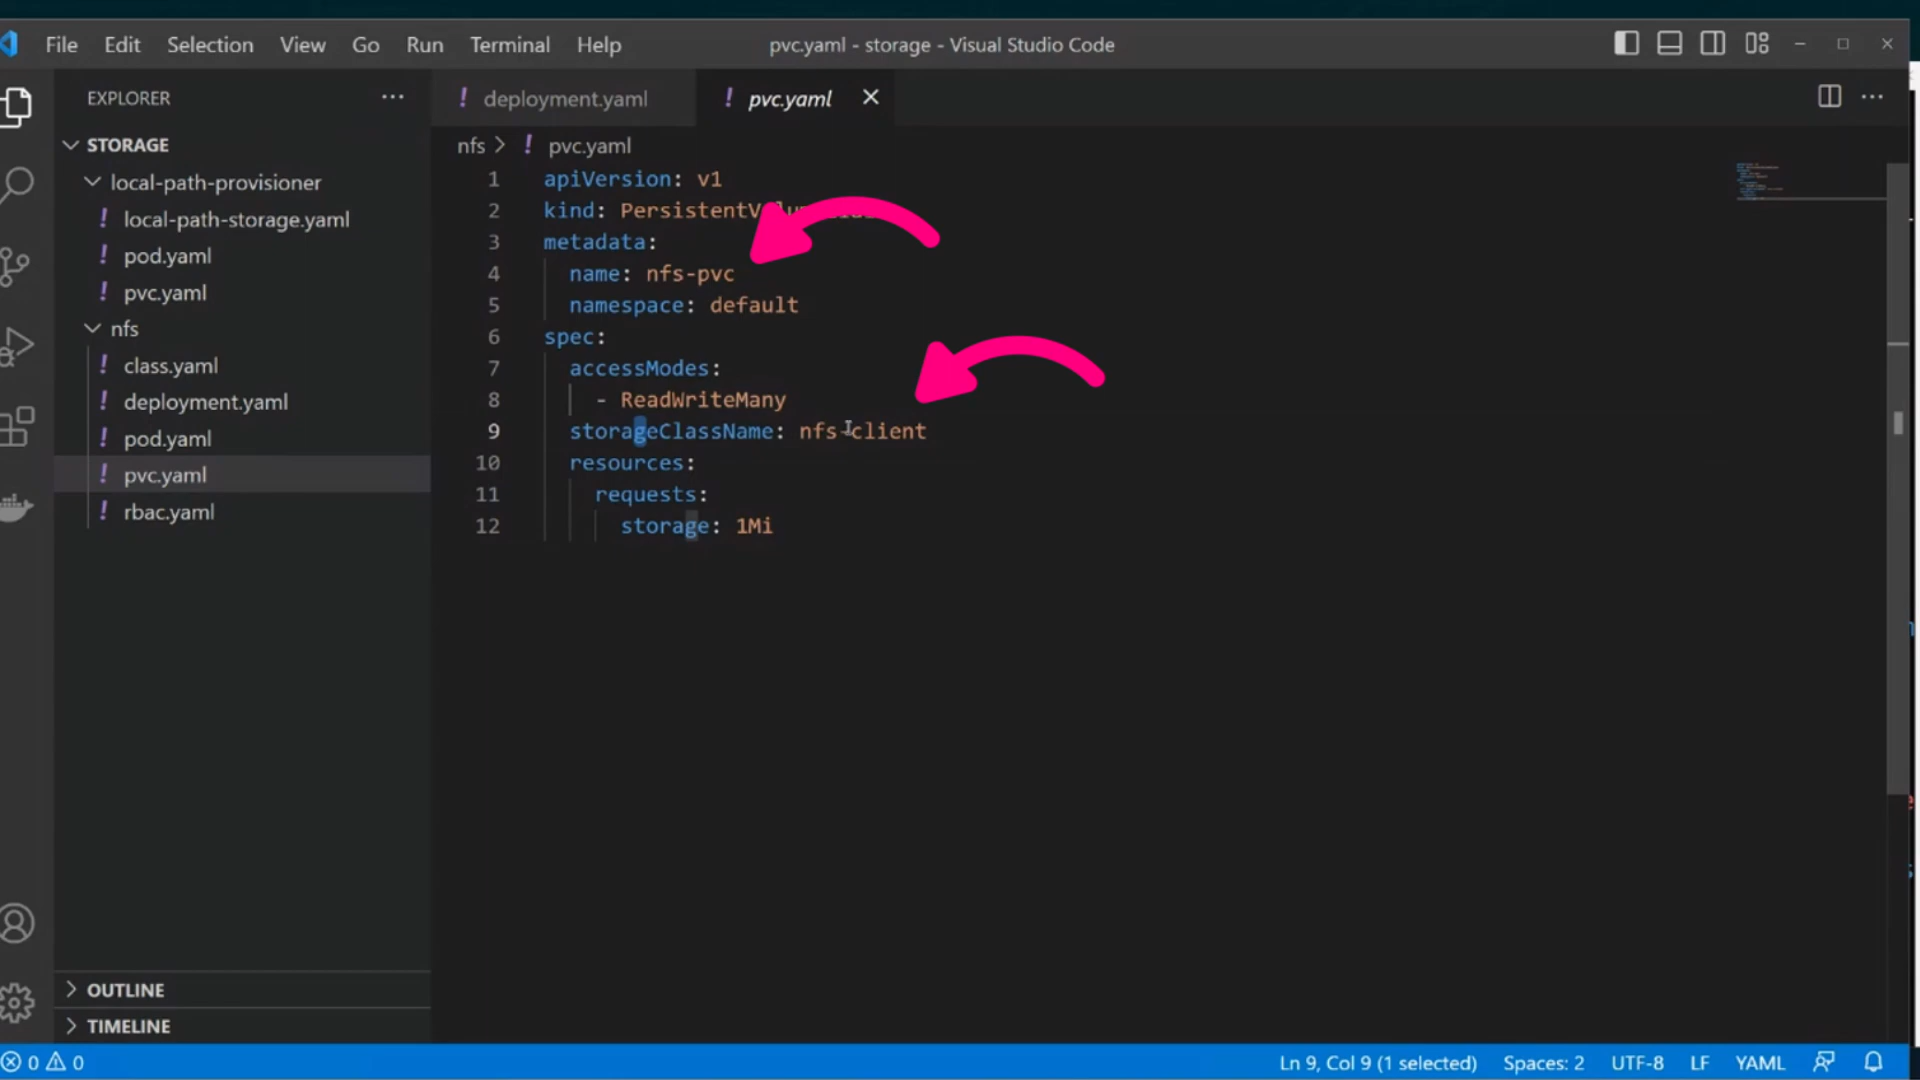 File Edit Selection View Go Run Terminal Help pvc.yaml - storage - Visual Studio Code
EXPLORER
STORAGE
local-path-provisioner
! local-path-storage.yaml
! pod.yaml
! pvc.yaml
nfs
! class.yaml
! deployment.yaml
! pod.yaml
! pvc.yaml
! rbac.yaml
OUTLINE
TIMELINE
! deployment.yaml ! pvc.yaml
nfs > ! pvc.yaml
1 apiVersion: v1
2 kind:
3 metadata:
4 name: nfs-pvc
5 namespace: default
6 spec:
7 accessModes:
8 - ReadWriteMany
9 storageClassName: nfs-client
10 resources:
11 requests:
12 storage: 1Mi
0 0 Ln 9, Col 9 (1 selected) Spaces: 2 UTF-8 LF YAML